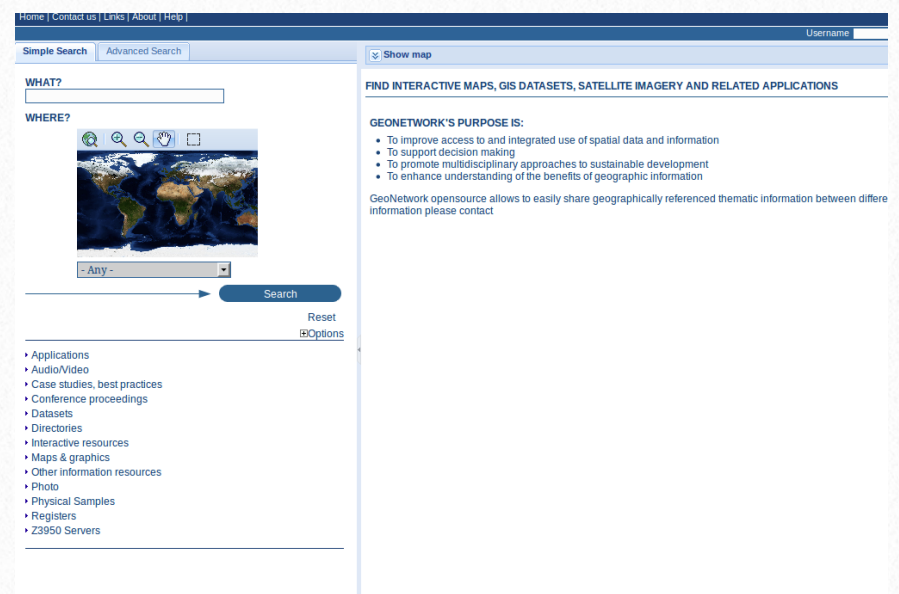 Home | Contact us | Links | About | Help |
Username
Simple Search
Advanced Search
Show map
WHAT?
WHERE?
- Any -
Search
Reset
Options
Applications
Audio/Video
Case studies, best practices
Conference proceedings
Datasets
Directories
Interactive resources
Maps & graphics
Other information resources
Photo
Physical Samples
Registers
Z3950 Servers
FIND INTERACTIVE MAPS, GIS DATASETS, SATELLITE IMAGERY AND RELATED APPLICATIONS
GEONETWORK'S PURPOSE IS:
To improve access to and integrated use of spatial data and information
To support decision making
To promote multidisciplinary approaches to sustainable development
To enhance understanding of the benefits of geographic information
GeoNetwork opensource allows to easily share geographically referenced thematic information between differe
information please contact